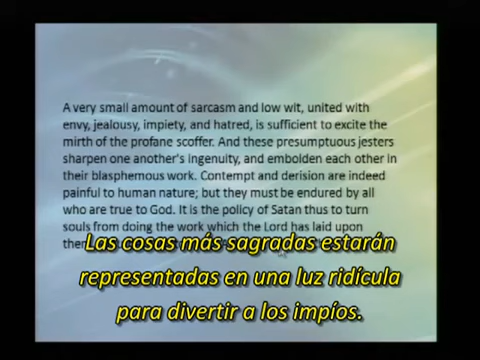 A very small amount of sarcasm and low wit, united with
envy, jealousy, impiety, and hatred, is sufficient to excite the
mirth of the profane scoffer. And these presumptuous jesters
sharpen one another's ingenuity, and embolden each other in
their blasphemous work. Contempt and derision are indeed
painful to human nature; but they must be endured by all
who are true to God. It is the policy of Satan thus to turn
souls from doing the work which the Lord has laid upon
Las cosas más sagradas estarán
representadas en una luz ridícula
para divertir a los impíos.